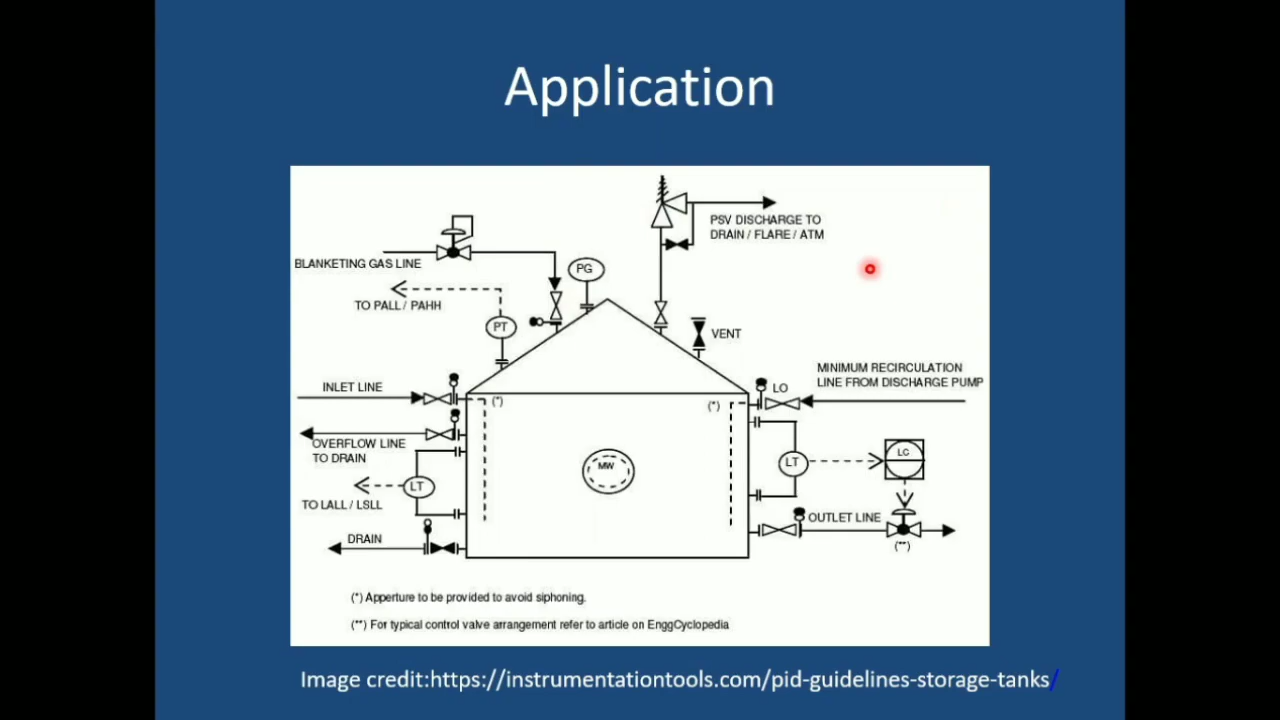 Application
PSV DISCHARGE TO
DRAIN / FLARE / ATM
BLANKETING GAS LINE
PG
TO PALL / PAHH
PT
VENT
MINIMUM RECIRCULATION
LINE FROM DISCHARGE PUMP
INLET LINE
LO
(*)
(*)
OVERFLOW LINE
TO DRAIN
MW
LT
LC
LT
TO LALL / LSLL
OUTLET LINE
DRAIN
(**)
(*) Apperture to be provided to avoid siphoning.
(**) For typical control valve arrangement refer to article on EnggCyclopedia
Image credit:https://instrumentationtools.com/pid-guidelines-storage-tanks/